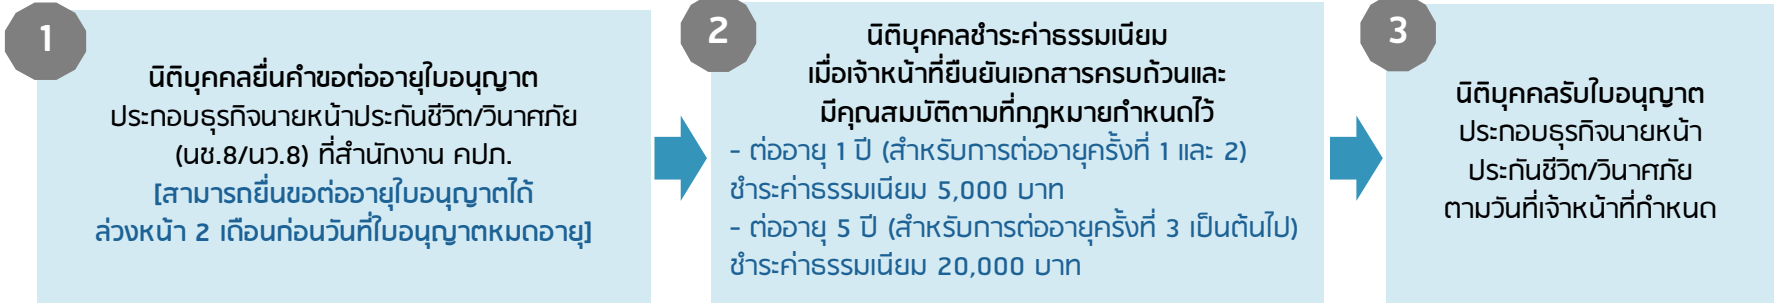 1
นิติบุคคลยื่นคำขอต่ออายุใบอนุญาต
ประกอบธุรกิจนายหน้าประกันชีวิต/วินาศภัย
(นช.8/นว.8) ที่สำนักงาน คปภ.
[สามารถยื่นขอต่ออายุใบอนุญาตได้
ล่วงหน้า 2 เดือนก่อนวันที่ใบอนุญาตหมดอายุ]
2
นิติบุคคลชำระค่าธรรมเนียม
เมื่อเจ้าหน้าที่ยืนยันเอกสารครบถ้วนและ
มีคุณสมบัติตามที่กฎหมายกำหนดไว้
- ต่ออายุ 1 ปี (สำหรับการต่ออายุครั้งที่ 1 และ 2)
ชำระค่าธรรมเนียม 5,000 บาท
- ต่ออายุ 5 ปี (สำหรับการต่ออายุครั้งที่ 3 เป็นต้นไป)
ชำระค่าธรรมเนียม 20,000 บาท
3
นิติบุคคลรับใบอนุญาต
ประกอบธุรกิจนายหน้า
ประกันชีวิต/วินาศภัย
ตามวันที่เจ้าหน้าที่กำหนด